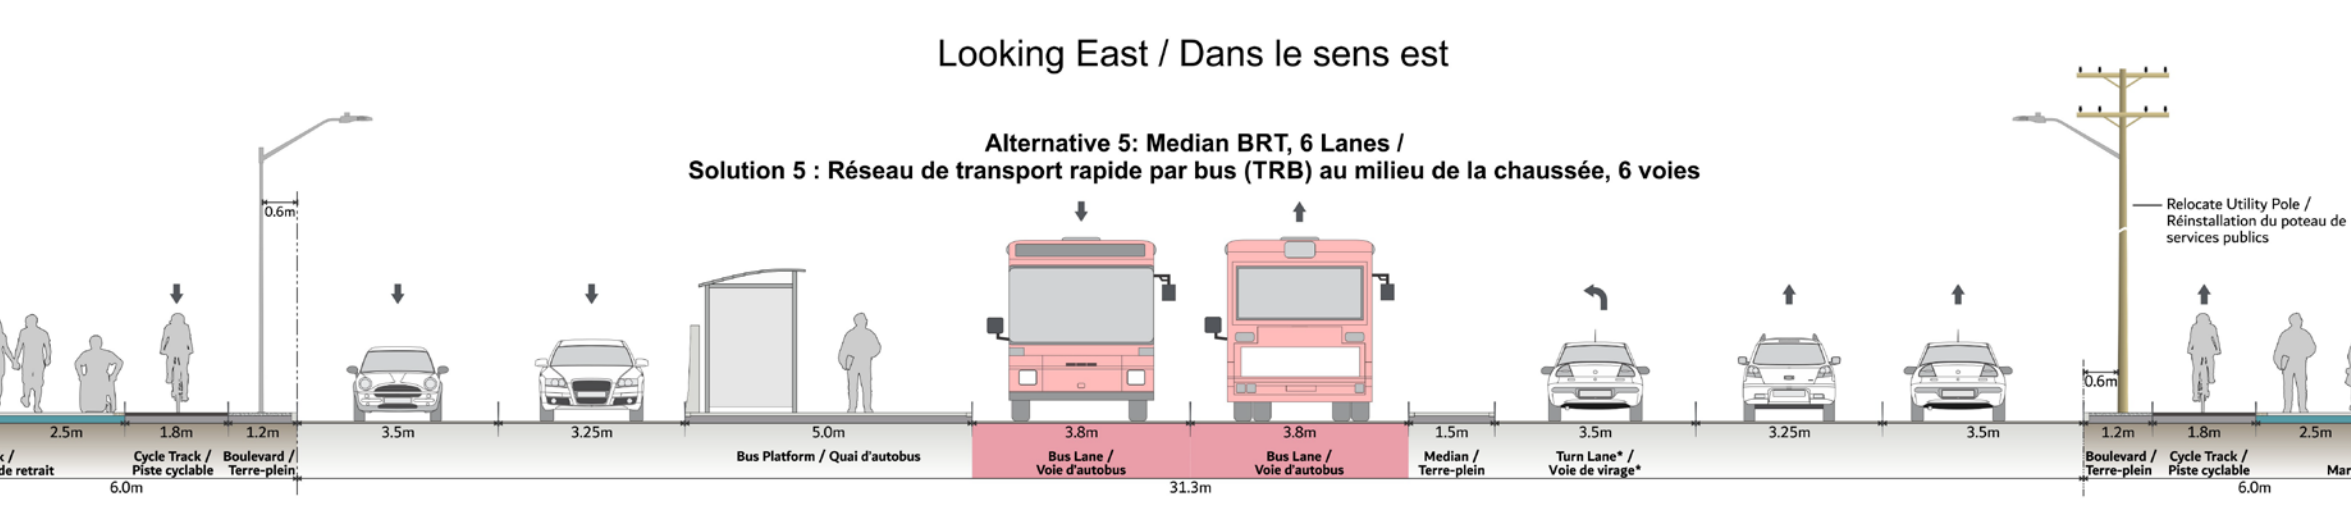 Looking East / Dans le sens est
Alternative 5: Median BRT, 6 Lanes /
Solution 5 : Réseau de transport rapide par bus (TRB) au milieu de la chaussée, 6 voies
0.6m
Relocate Utility Pole /
Réinstallation du poteau de
services publics
0.6m
2.5m 1.8m 1.2m 3.5m 3.25m 5.0m 3.8m 3.8m 1.5m 3.5m 3.25m 3.5m 1.2m 1.8m 2.5m
/ Cycle Track / Boulevard / Bus Platform / Quai d'autobus Bus Lane / Bus Lane / Median / Turn Lane* / Boulevard / Cycle Track /
de retrait Piste cyclable Terre-plein Voie d'autobus Voie d'autobus Terre-plein Voie de virage* Terre-plein Piste cyclable Mar
6.0m 31.3m 6.0m